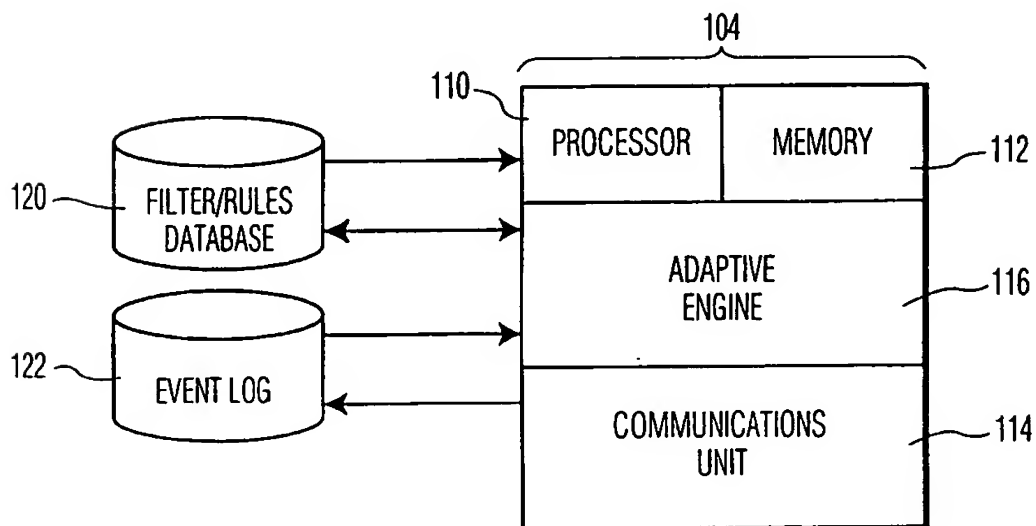 104
110
PROCESSOR
MEMORY
112
120
FILTER/RULES
DATABASE
ADAPTIVE
ENGINE
116
122
EVENT LOG
COMMUNICATIONS
UNIT
114